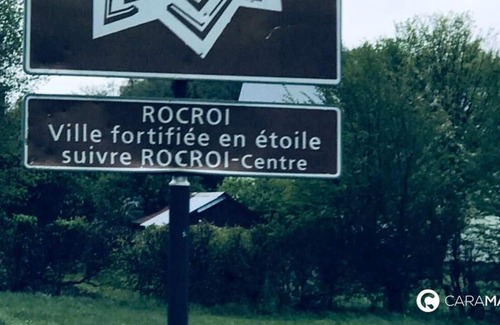 ROCROI
Ville fortifiée en étoile
suivre ROCROI-Centre